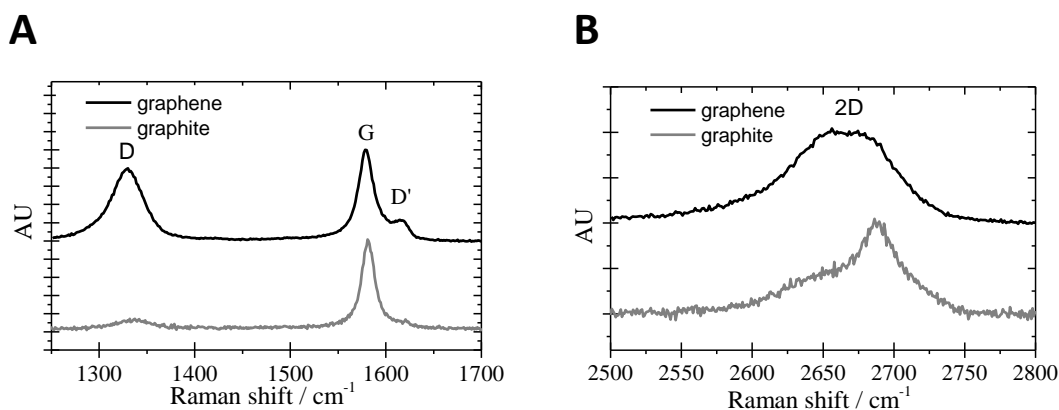 A
B
graphene
graphite
D
G
D'
AU
1300 1400 1500 1600 1700
Raman shift / cm-1
graphene
graphite
2D
AU
2500 2550 2600 2650 2700 2750 2800
Raman shift / cm-1